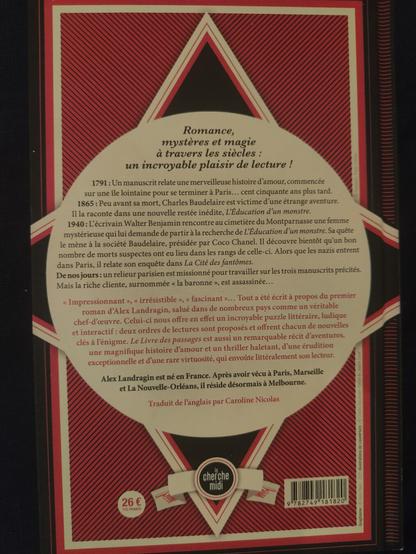 Romance,
mystères et magie
à travers les siècles :
un incroyable plaisir de lecture !
1791 : Un manuscrit relate une merveilleuse histoire d'amour, commencée
sur une île lointaine pour se terminer à Paris… cent cinquante ans plus tard.
1865 : Peu avant sa mort, Charles Baudelaire est victime d'une étrange aventure.
Il la raconte dans une nouvelle restée inédite, L'Éducation d'un monstre.
1940 : L'écrivain Walter Benjamin rencontre au cimetière du Montparnasse une femme
mystérieuse qui lui demande de partir à la recherche de L'Éducation d'un monstre. Sa quête
le mène à la société Baudelaire, présidée par Coco Chanel. Il découvre bientôt qu'un bon
nombre de morts suspectes ont eu lieu dans les rangs de celle-ci. Alors que les nazis entrent
dans Paris, il relate son enquête dans La Cité des fantômes.
De nos jours : un relieur parisien est missionné pour travailler sur les trois manuscrits précités.
Mais la riche cliente, surnommée « la baronne », est assassinée…
« Impressionnant », « irrésistible », « fascinant »… Tout a été écrit à propos du premier
roman d'Alex Landragin, salué dans de nombreux pays comme un véritable
chef-d'œuvre. Celui-ci nous offre en effet un incroyable puzzle littéraire, ludique
et interactif : deux ordres de lectures sont proposés et offrent chacun de nouvelles
clés à l'énigme. Le Livre des passages est aussi un remarquable récit d'aventures,
une magnifique histoire d'amour et un thriller haletant, d'une érudition
exceptionnelle et d'une rare virtuosité, qui envoûte littéralement son lecteur.
Alex Landragin est né en France. Après avoir vécu à Paris, Marseille
et La Nouvelle-Orléans, il réside désormais à Melbourne.
Traduit de l'anglais par Caroline Nicolas
le
cherche
midi
26 €
9 782749 161820